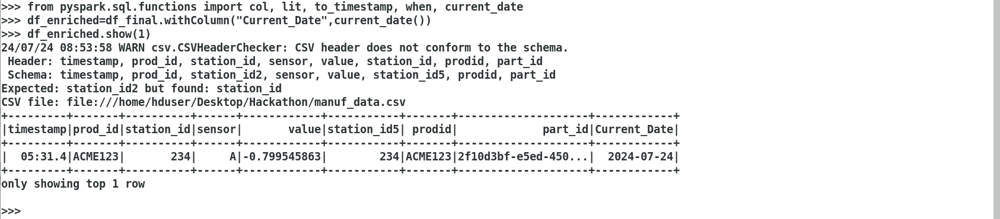 >>> from pyspark.sql.functions import col, lit, to_timestamp, when, current_date
>>> df_enriched=df_final.withColumn("Current_Date",current_date())
>>> df_enriched.show(1)
24/07/24 08:53:58 WARN csv.CSVHeaderChecker: CSV header does not conform to the schema.
 Header: timestamp, prod_id, station_id, sensor, value, station_id, prodid, part_id
 Schema: timestamp, prod_id, station_id2, sensor, value, station_id5, prodid, part_id
Expected: station_id2 but found: station_id
CSV file: file:///home/hduser/Desktop/Hackathon/manuf_data.csv
+---------+-------+----------+------+------------+-----------+-------+--------------------+------------+
|timestamp|prod_id|station_id|sensor|       value|station_id5| prodid|             part_id|Current_Date|
+---------+-------+----------+------+------------+-----------+-------+--------------------+------------+
|  05:31.4|ACME123|       234|     A|-0.799545863|        234|ACME123|2f10d3bf-e5ed-450...|  2024-07-24|
+---------+-------+----------+------+------------+-----------+-------+--------------------+------------+
only showing top 1 row
>>>